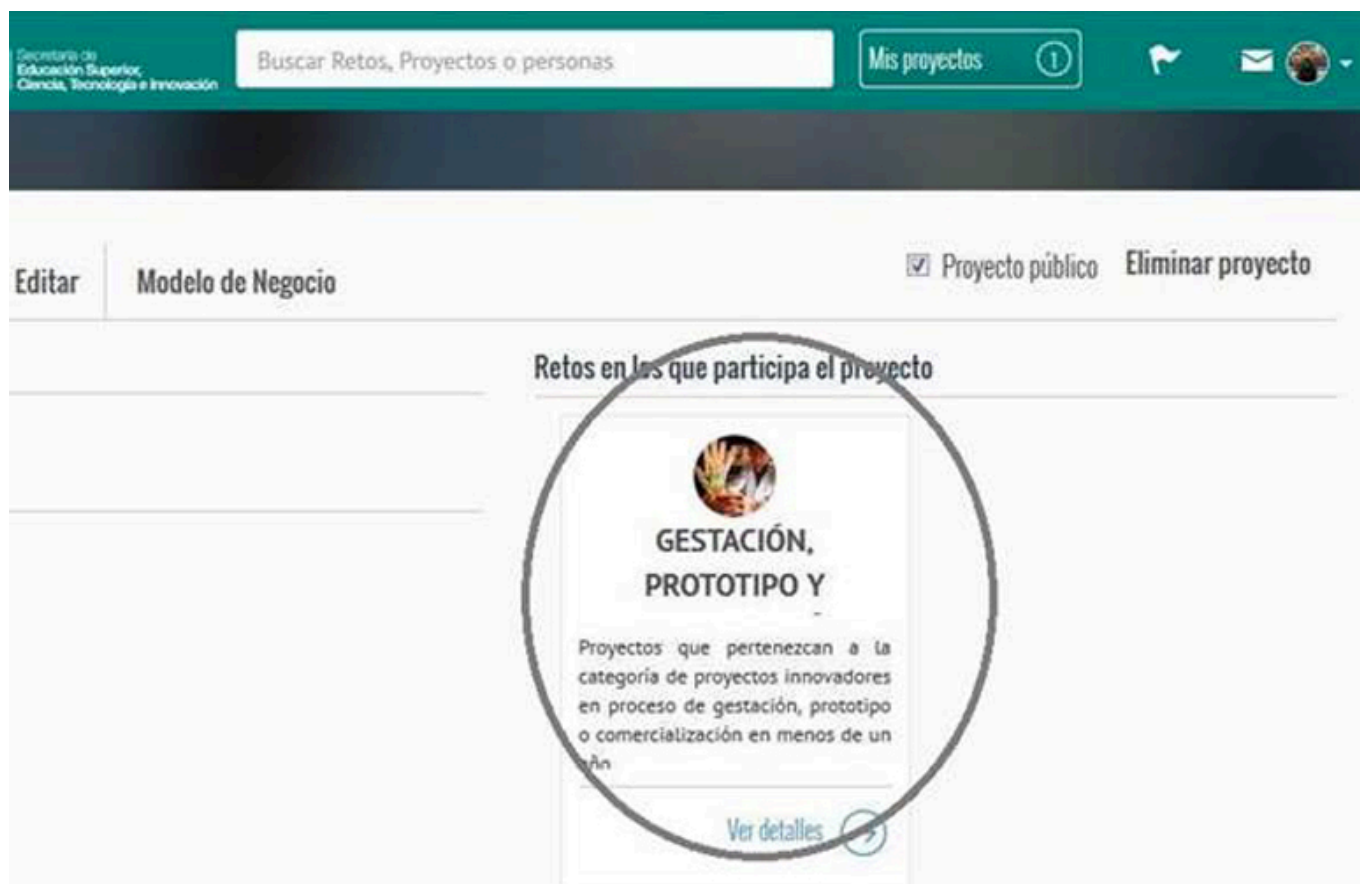 Secretaría de
Educación Superior,
Ciencia, Tecnología e Innovación
Buscar Retos, Proyectos o personas
Mis proyectos 1
Editar
Modelo de Negocio
Proyecto público
Eliminar proyecto
Retos en los que participa el proyecto
GESTACIÓN,
PROTOTIPO Y
Proyectos que pertenezcan a la
categoría de proyectos innovadores
en proceso de gestación, prototipo
o comercialización en menos de un
año
Ver detalles